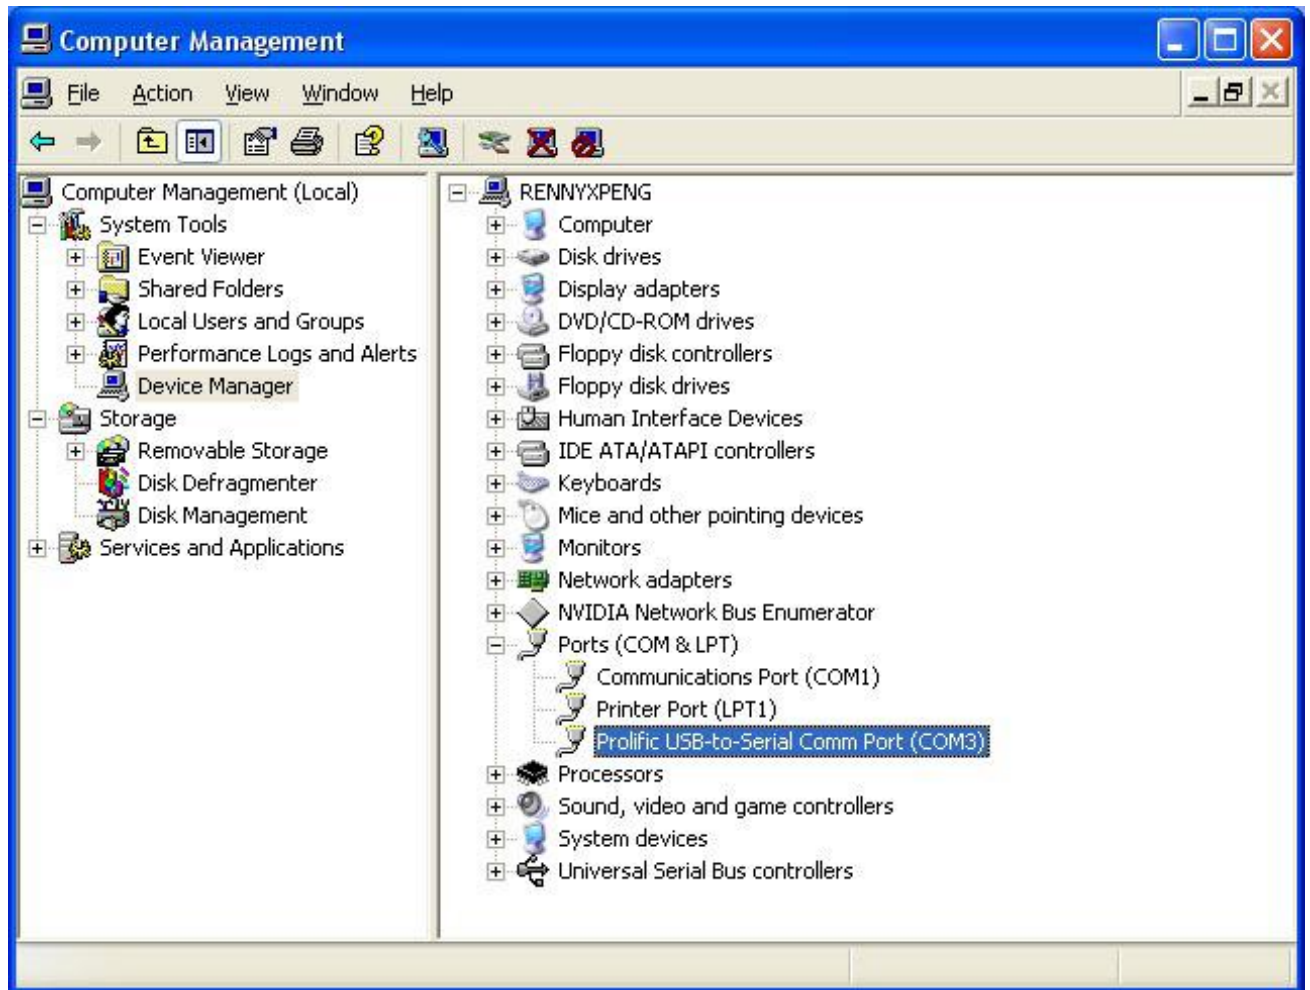 Computer Management
File Action View Window Help
Computer Management (Local)
System Tools
Event Viewer
Shared Folders
Local Users and Groups
Performance Logs and Alerts
Device Manager
Storage
Removable Storage
Disk Defragmenter
Disk Management
Services and Applications
RENNYXPENG
Computer
Disk drives
Display adapters
DVD/CD-ROM drives
Floppy disk controllers
Floppy disk drives
Human Interface Devices
IDE ATA/ATAPI controllers
Keyboards
Mice and other pointing devices
Monitors
Network adapters
NVIDIA Network Bus Enumerator
Ports (COM & LPT)
Communications Port (COM1)
Printer Port (LPT1)
Prolific USB-to-Serial Comm Port (COM3)
Processors
Sound, video and game controllers
System devices
Universal Serial Bus controllers